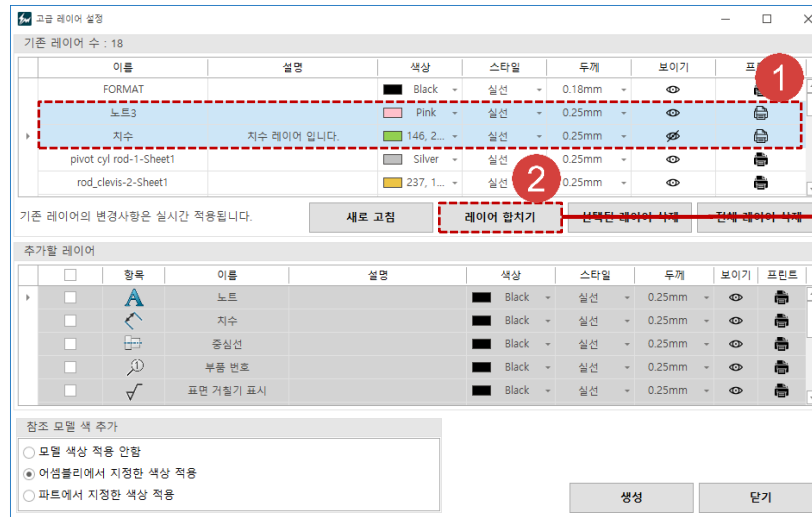 고급 레이어 설정
기존 레이어 수 : 18
이름 설명 색상 스타일 두께 보이기
FORMAT Black 실선 0.18mm
1
노트3 Pink 실선 0.25mm
치수 치수 레이어 입니다. 146, 2... 실선 0.25mm
pivot cyl rod-1-Sheet1 Silver 실선 0.25mm
rod_clevis-2-Sheet1 237, 1... 실선 0.25mm
2
기존 레이어의 변경사항은 실시간 적용됩니다. 새로 고침 레이어 합치기 선택된 레이어 삭제 전체 레이어 삭제
추가할 레이어
항목 이름 설명 색상 스타일 두께 보이기 프린트
A 노트 Black 실선 0.25mm
치수 Black 실선 0.25mm
중심선 Black 실선 0.25mm
1 부품 번호 Black 실선 0.25mm
표면 거칠기 표시 Black 실선 0.25mm
참조 모델 색 추가
모델 색상 적용 안함
어셈블리에서 지정한 색상 적용
파트에서 지정한 색상 적용
생성 닫기